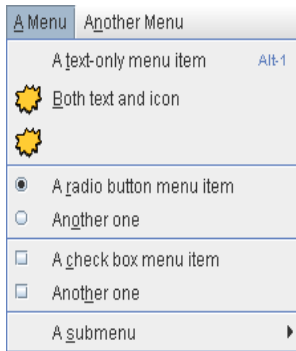 A Menu Another Menu
A text-only menu item Alt-1
Both text and icon
A radio button menu item
Another one
A check box menu item
Another one
A submenu